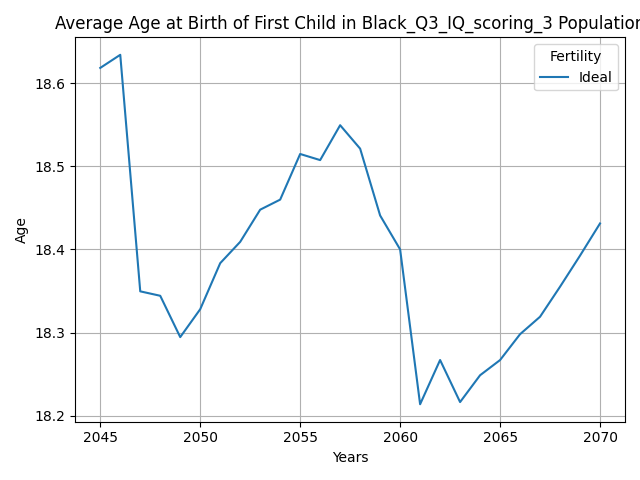 Average Age at Birth of First Child in Black_Q3_IQ_scoring_3 Population
Fertility
Ideal
18.6
18.5
18.4
18.3
18.2
Age
2045 2050 2055 2060 2065 2070
Years